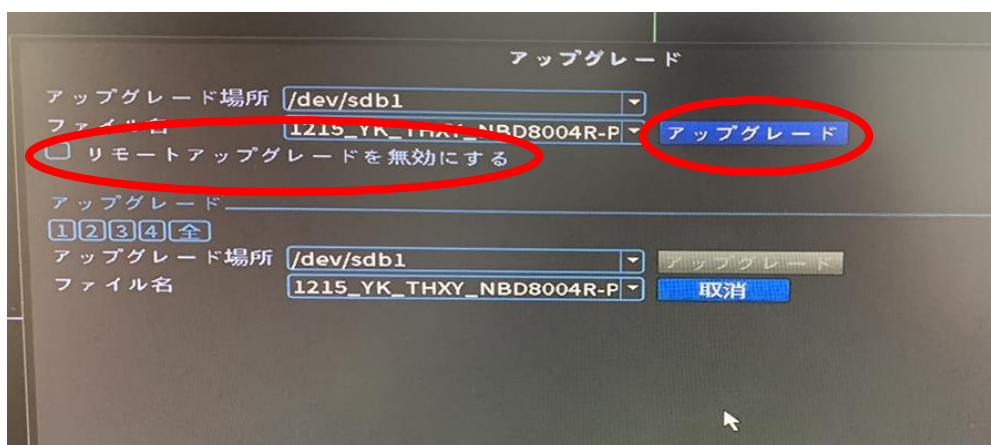 アップグレード
アップグレード場所 /dev/sdb1
ファイル名 1215_YK_THXY_NBD8004R-P アップグレード
リモートアップグレードを無効にする
アップグレード
1 2 3 4 全
アップグレード場所 /dev/sdb1 アップグレード
ファイル名 1215_YK_THXY_NBD8004R-P 取消